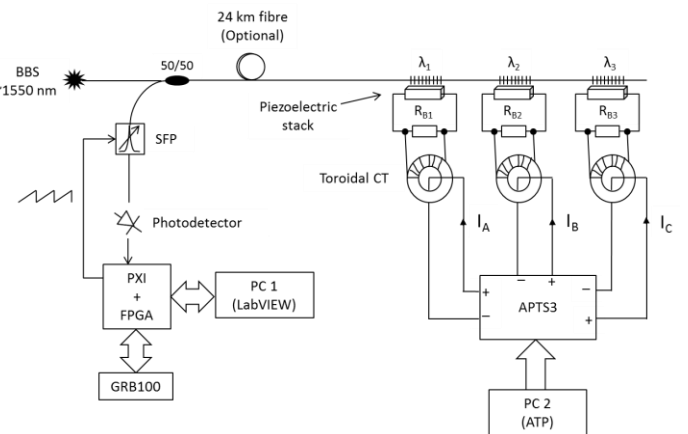 24 km fibre
(Optional)
BBS
~1550 nm
50/50
λ1
λ2
λ3
Piezoelectric
stack
RB1
RB2
RB3
SFP
Toroidal CT
Photodetector
IA
IB
IC
PXI
+
FPGA
PC 1
(LabVIEW)
+
−
−
+
−
+
APTS3
GRB100
PC 2
(ATP)